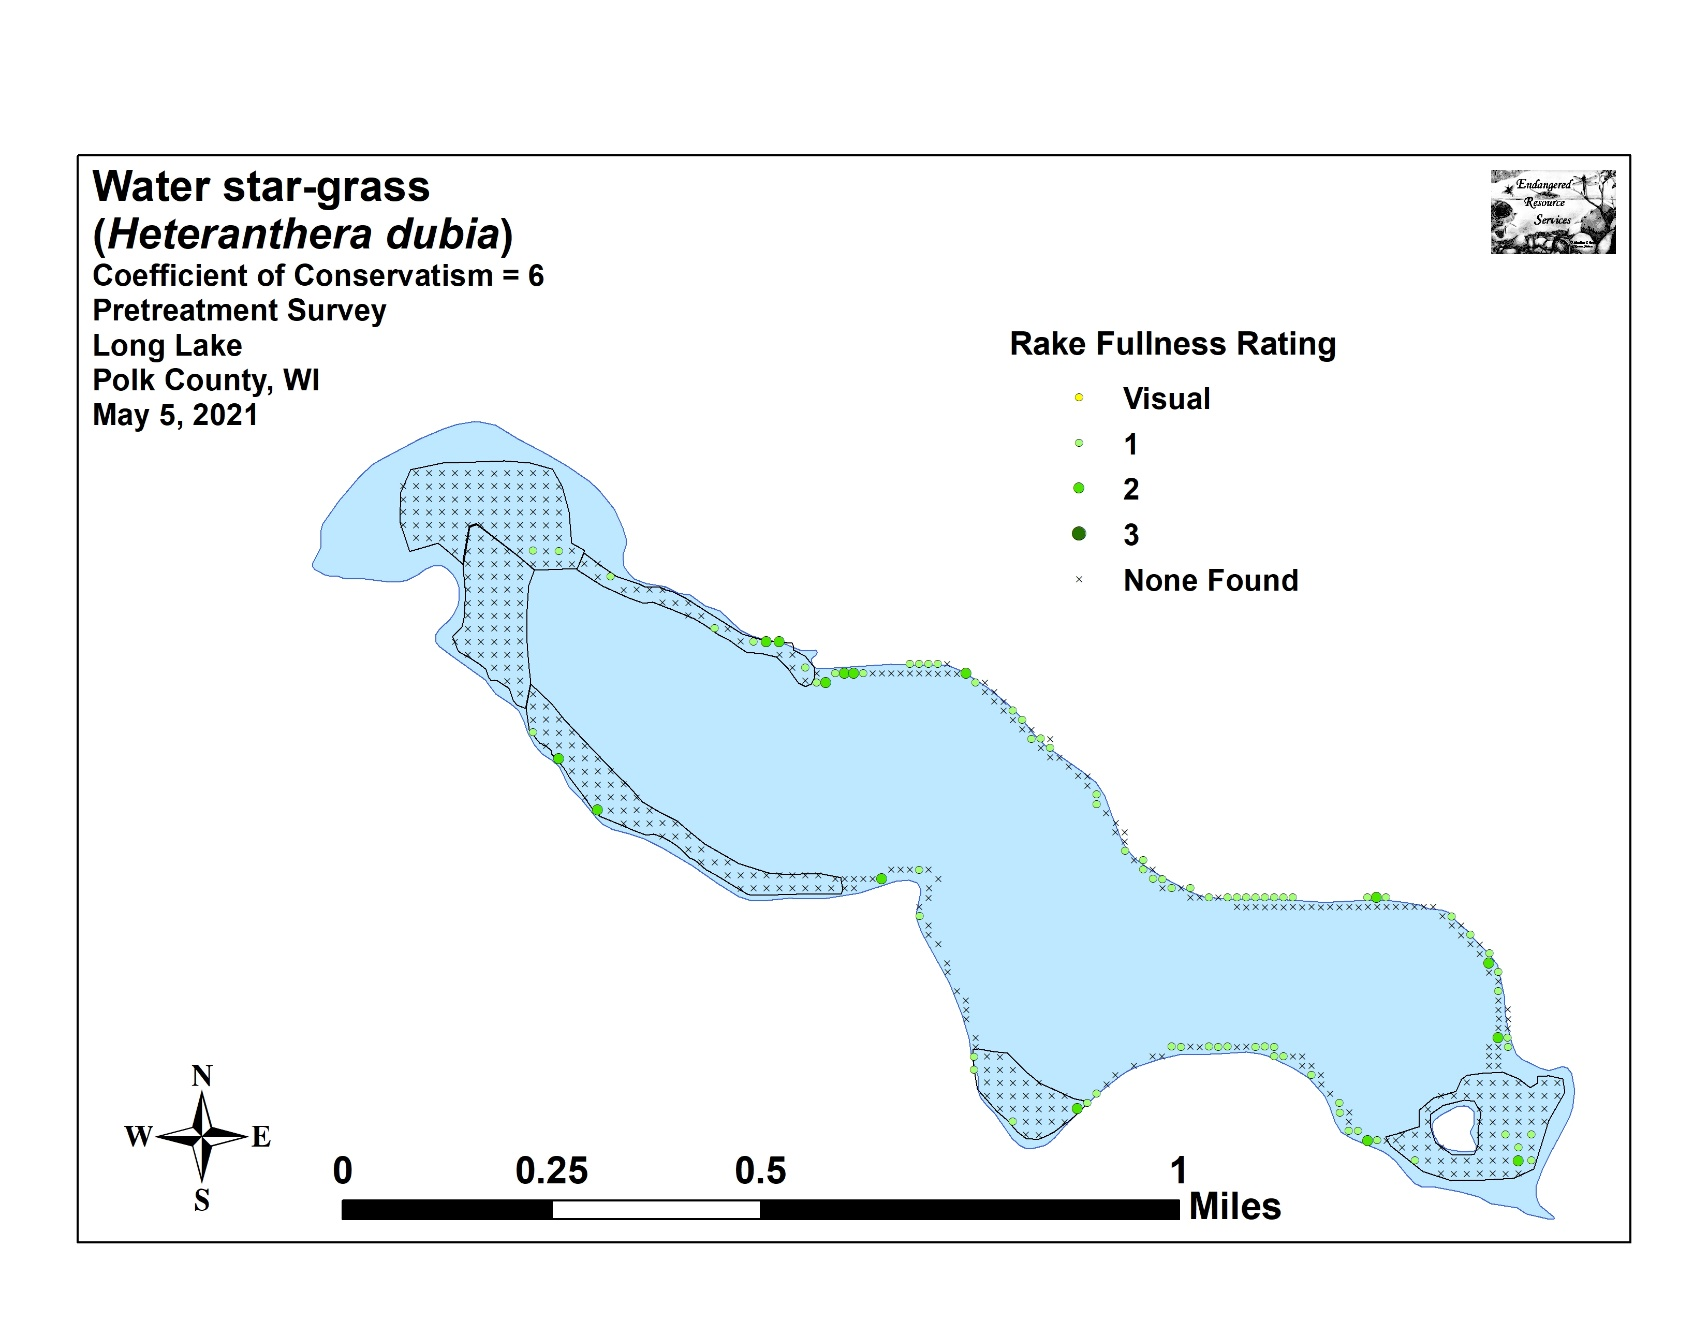 Water star-grass
(Heteranthera dubia)
Coefficient of Conservatism = 6
Pretreatment Survey
Long Lake
Polk County, WI
May 5, 2021
Endangered
Resource
Services
Rake Fullness Rating
Visual
1
2
3
None Found
N
W E
S
0 0.25 0.5 1
Miles